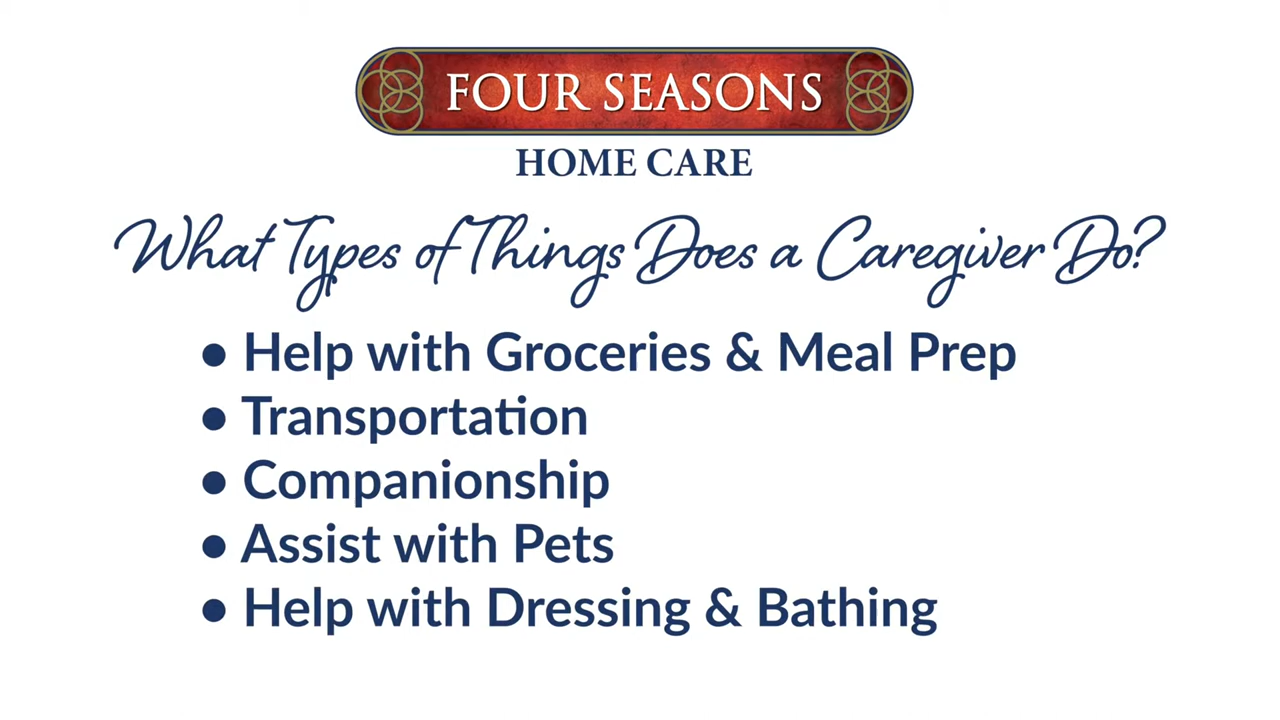 FOUR SEASONS
HOME CARE
What Types of Things Does a Caregiver Do?
• Help with Groceries & Meal Prep
• Transportation
• Companionship
• Assist with Pets
• Help with Dressing & Bathing